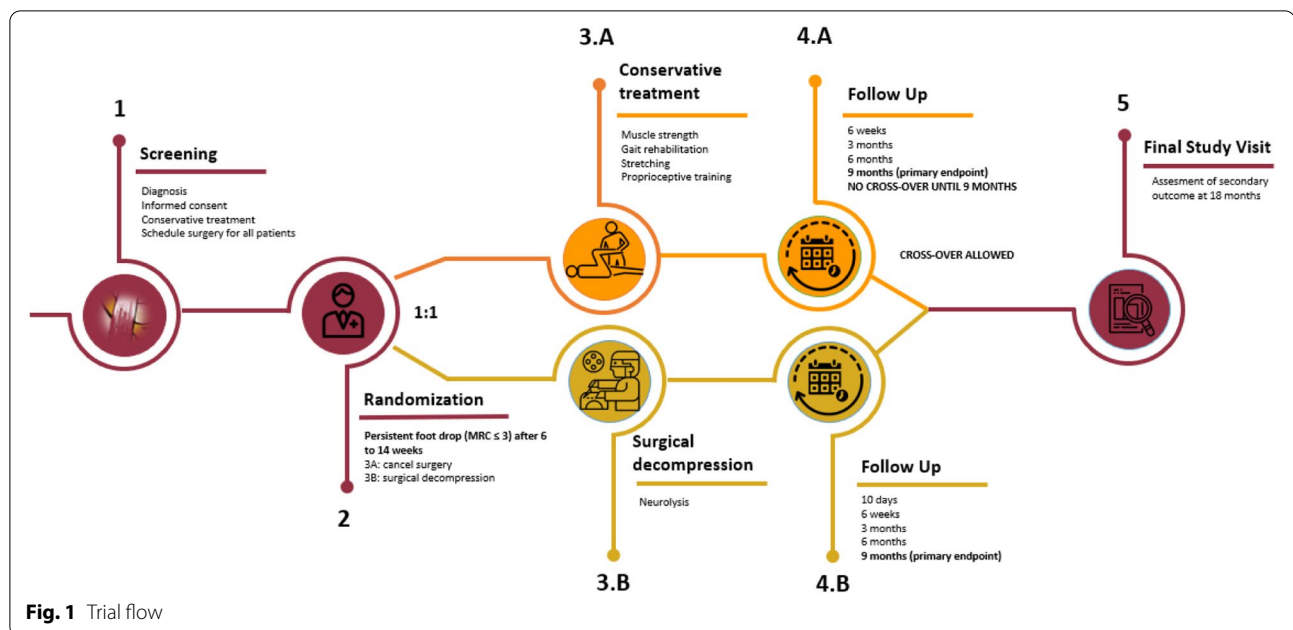 1
Screening
Diagnosis
Informed consent
Conservative treatment
Schedule surgery for all patients
1:1
Randomization
Persistent foot drop (MRC ≤ 3) after 6
to 14 weeks
3A: cancel surgery
3B: surgical decompression
2
3.A
Conservative
treatment
Muscle strength
Gait rehabilitation
Stretching
Proprioceptive training
Surgical
decompression
Neurolysis
3.B
4.A
Follow Up
6 weeks
3 months
6 months
9 months (primary endpoint)
NO CROSS-OVER UNTIL 9 MONTHS
CROSS-OVER ALLOWED
Follow Up
10 days
6 weeks
3 months
6 months
9 months (primary endpoint)
4.B
5
Final Study Visit
Assesment of secondary
outcome at 18 months
Fig. 1 Trial flow